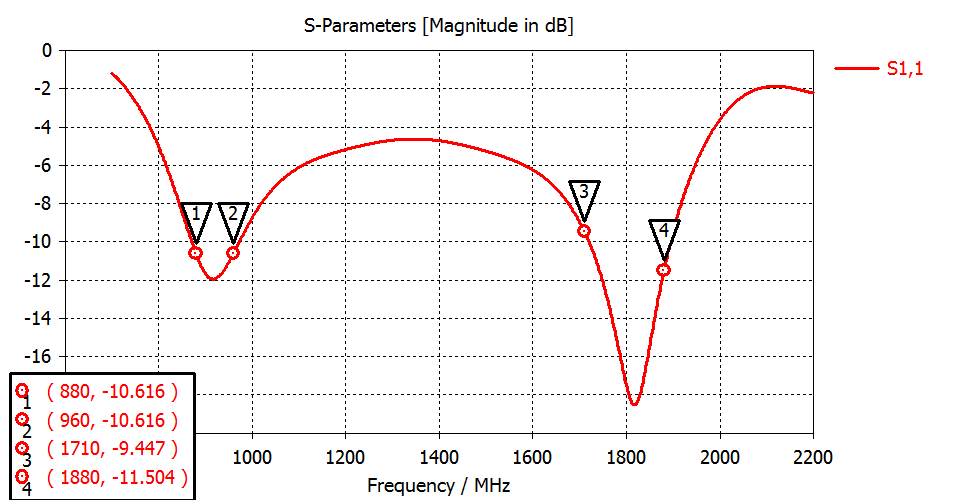 S-Parameters [Magnitude in dB]
0
-2
-4
-6
-8
-10
-12
-14
-16
S1,1
1
2
3
4
1 ( 880, -10.616 )
2 ( 960, -10.616 )
3 ( 1710, -9.447 )
4 ( 1880, -11.504 )
1000 1200 1400 1600 1800 2000 2200
Frequency / MHz